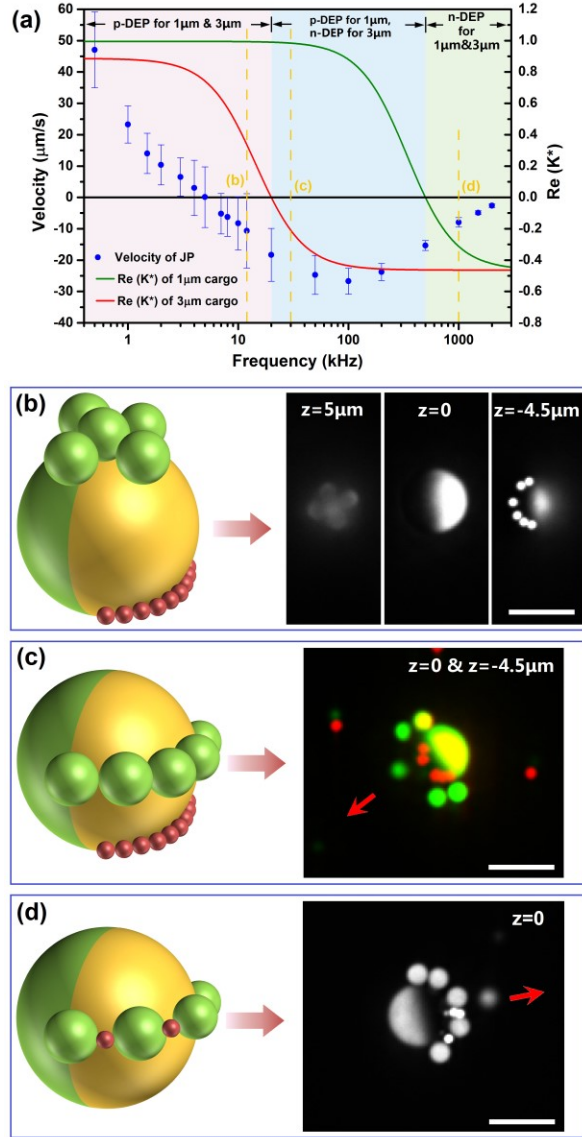 (a)
p-DEP for 1μm & 3μm
p-DEP for 1μm,
n-DEP for 3μm
n-DEP
for
1μm&3μm
60
50
40
30
20
10
0
-10
-20
-30
-40
Velocity (μm/s)
1.2
1.0
0.8
0.6
0.4
0.2
0.0
-0.2
-0.4
-0.6
-0.8
Re (K*)
(b)
(c)
(d)
Velocity of JP
Re (K*) of 1μm cargo
Re (K*) of 3μm cargo
1 10 100 1000
Frequency (kHz)
(b)
z=5μm z=0 z=-4.5μm
(c)
z=0 & z=-4.5μm
(d)
z=0